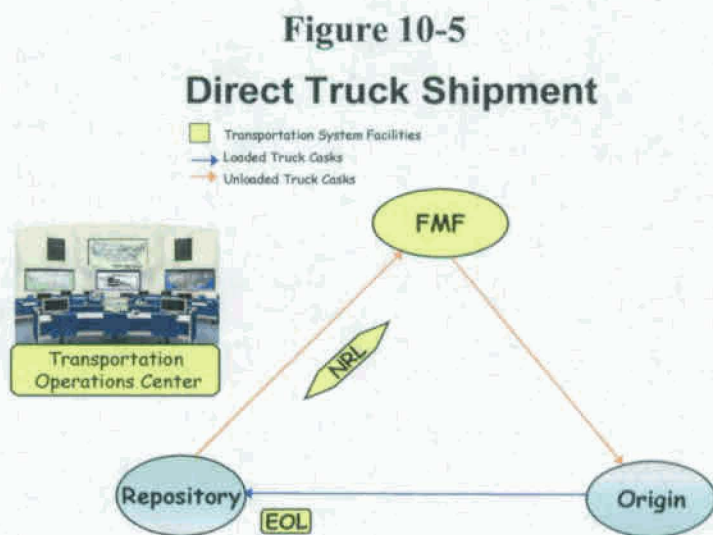 Figure 10-5
Direct Truck Shipment
Transportation System Facilities
Loaded Truck Casks
Unloaded Truck Casks
FMF
NRL
Transportation
Operations Center
Repository
Origin
EOL